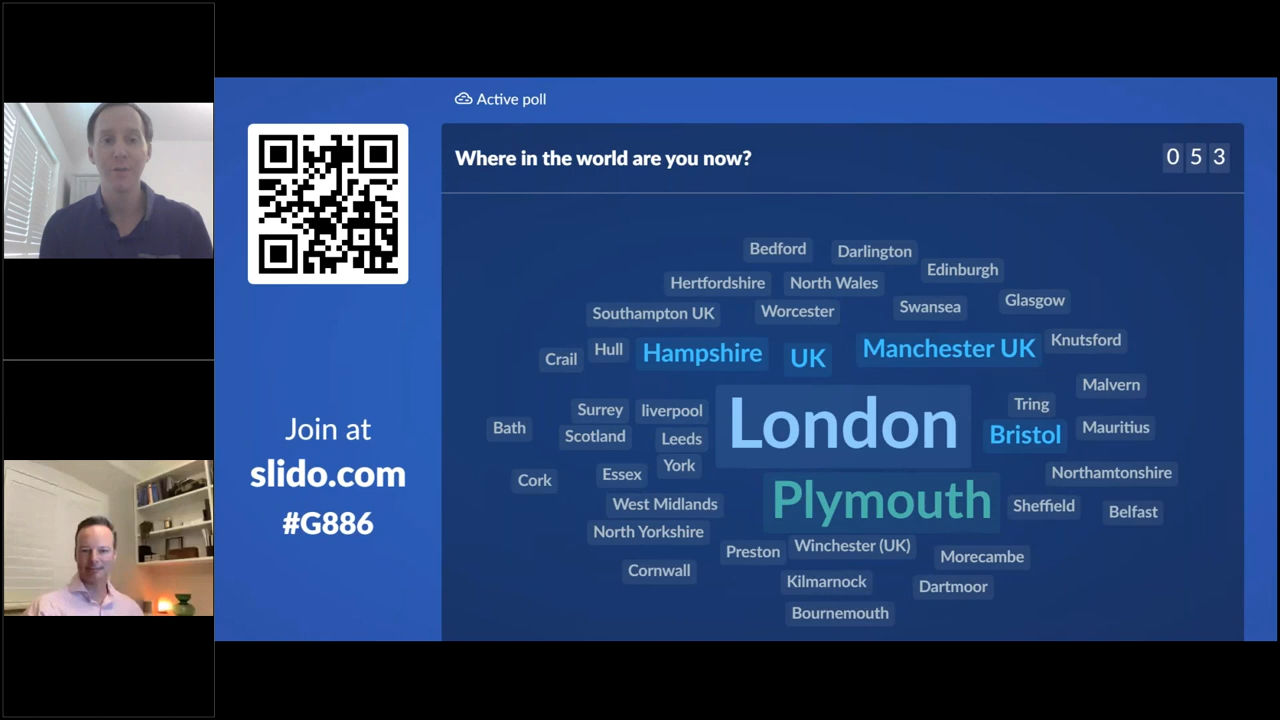 Active poll
Where in the world are you now?
053
Join at
slido.com
#G886
Bedford
Darlington
Edinburgh
Hertfordshire
North Wales
Southampton UK
Worcester
Swansea
Glasgow
Crail
Hull
Hampshire
UK
Manchester UK
Knutsford
Malvern
Surrey
liverpool
London
Tring
Bath
Scotland
Leeds
Bristol
Mauritius
Cork
Essex
York
Northamtonshire
West Midlands
Plymouth
Sheffield
Belfast
North Yorkshire
Preston
Winchester (UK)
Morecambe
Cornwall
Kilmarnock
Dartmoor
Bournemouth